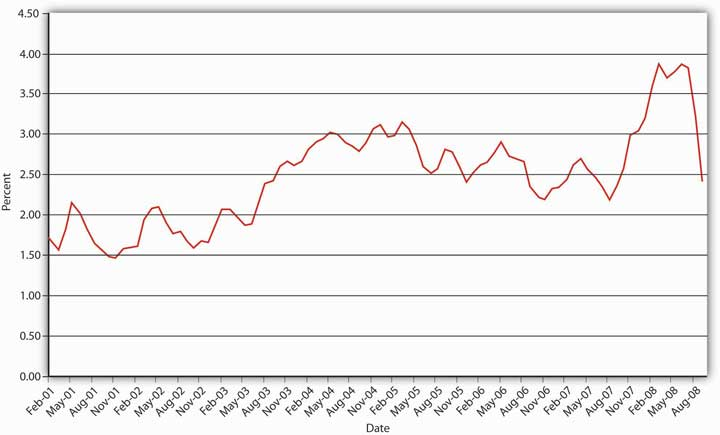 4.50
4.00
3.50
3.00
2.50
2.00
1.50
1.00
0.50
0.00
Percent
Feb-01
May-01
Aug-01
Nov-01
Feb-02
May-02
Aug-02
Nov-02
Feb-03
May-03
Aug-03
Nov-03
Feb-04
May-04
Aug-04
Nov-04
Feb-05
May-05
Aug-05
Nov-05
Feb-06
May-06
Aug-06
Nov-06
Feb-07
May-07
Aug-07
Nov-07
Feb-08
May-08
Aug-08
Date